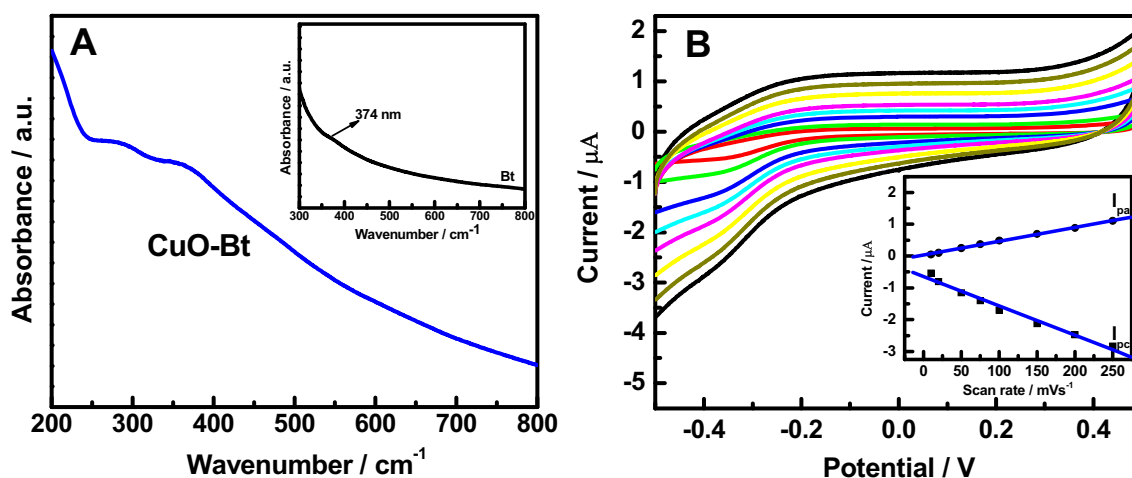 A
Absorbance / a.u.
CuO-Bt
200 300 400 500 600 700 800
Wavenumber / cm-1
Absorbance / a.u.
374 nm
Bt
300 400 500 600 700 800
Wavenumber / cm-1
B
Current / μA
2
1
0
-1
-2
-3
-4
-5
-0.4 -0.2 0.0 0.2 0.4
Potential / V
Current / μA
2
1
0
-1
-2
-3
Ipa
Ipc
0 50 100 150 200 250
Scan rate / mVs-1